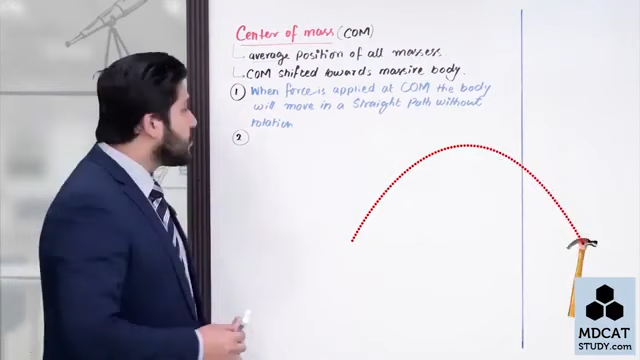 Center of mass (COM)
average position of all masses.
COM shifted towards massive body.
1 When force is applied at COM the body
will move in a straight path without
rotation
2
MDCAT
STUDY.com